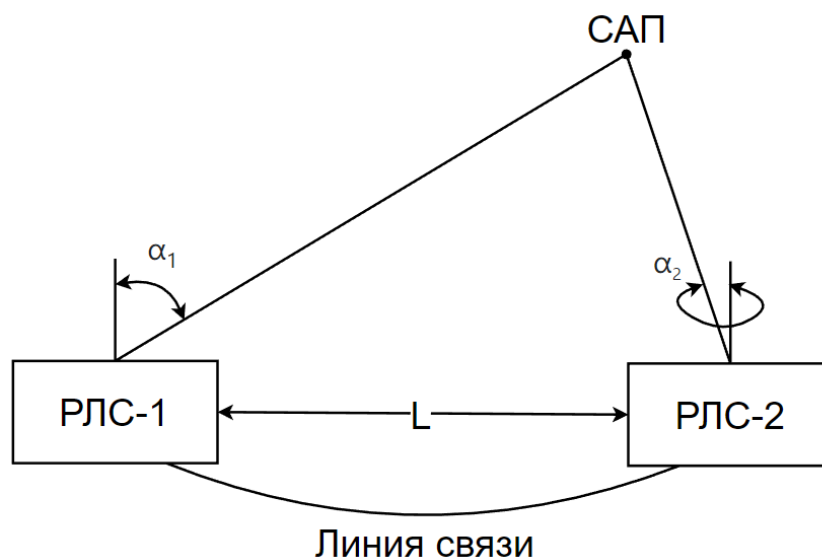 САП
α₁
α₂
РЛС-1
L
РЛС-2
Линия связи